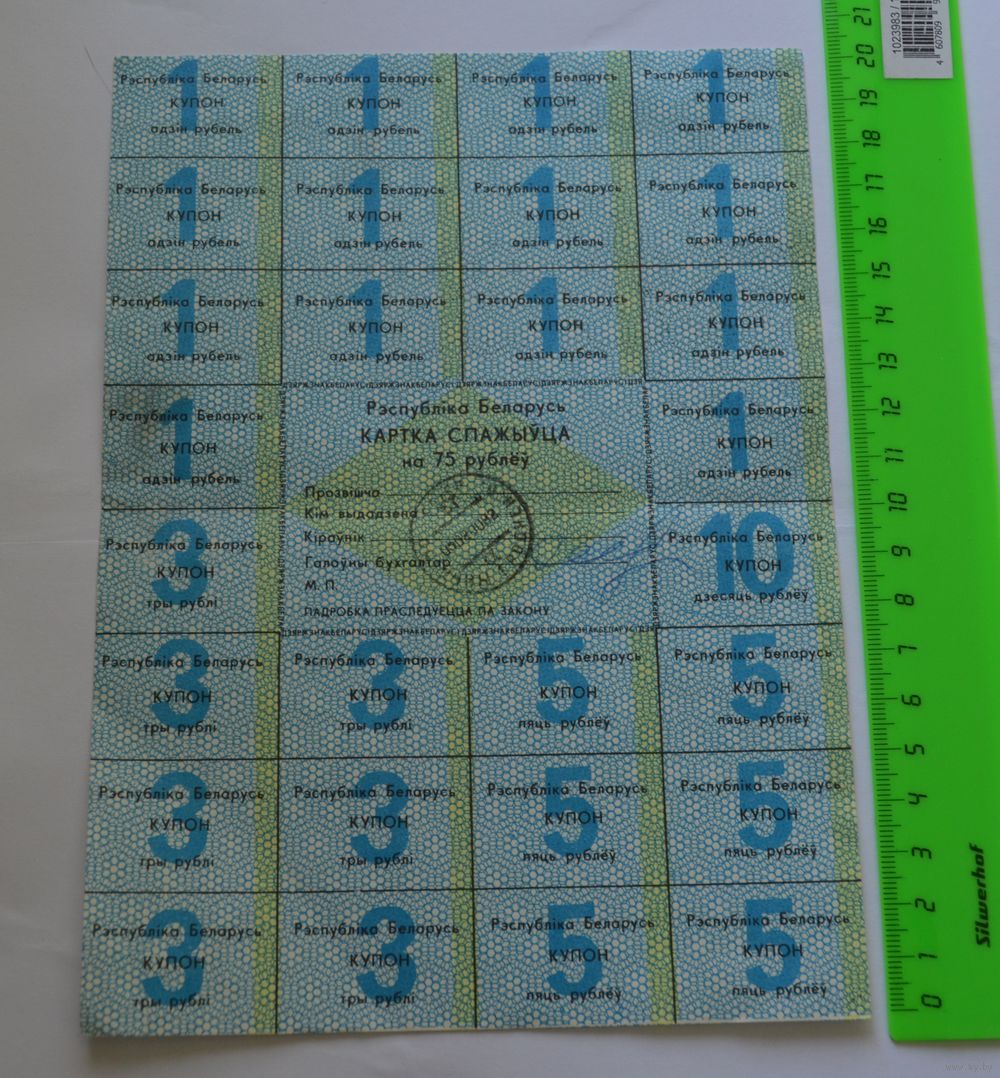 1
Рэспубліка Беларусь
КУПОН
адзін рубель
1
Рэспубліка Беларусь
КУПОН
адзін рубель
1
Рэспубліка Беларусь
КУПОН
адзін рубель
1
Рэспубліка Беларусь
КУПОН
адзін рубель
1
Рэспубліка Беларусь
КУПОН
адзін рубель
1
Рэспубліка Беларусь
КУПОН
адзін рубель
1
Рэспубліка Беларусь
КУПОН
адзін рубель
1
Рэспубліка Беларусь
КУПОН
адзін рубель
1
Рэспубліка Беларусь
КУПОН
адзін рубель
1
Рэспубліка Беларусь
КУПОН
адзін рубель
1
Рэспубліка Беларусь
КУПОН
адзін рубель
1
Рэспубліка Беларусь
КУПОН
адзін рубель
1
Рэспубліка Беларусь
КУПОН
адзін рубель
Рэспубліка Беларусь
КАРТКА СПАЖЫЎЦА
на 75 рублёў
Прозвішча
Кім выдадзена
Кіраўнік
Галоўны бухгалтар
М. П.
ПАДРОБКА ПРАСЛЕДУЕЦЦА ПА ЗАКОНУ
1
Рэспубліка Беларусь
КУПОН
адзін рубель
3
Рэспубліка Беларусь
КУПОН
тры рублі
10
Рэспубліка Беларусь
КУПОН
дзесяць рублёў
3
Рэспубліка Беларусь
КУПОН
тры рублі
3
Рэспубліка Беларусь
КУПОН
тры рублі
5
Рэспубліка Беларусь
КУПОН
пяць рублёў
5
Рэспубліка Беларусь
КУПОН
пяць рублёў
3
Рэспубліка Беларусь
КУПОН
тры рублі
3
Рэспубліка Беларусь
КУПОН
тры рублі
5
Рэспубліка Беларусь
КУПОН
пяць рублёў
5
Рэспубліка Беларусь
КУПОН
пяць рублёў
3
Рэспубліка Беларусь
КУПОН
тры рублі
3
Рэспубліка Беларусь
КУПОН
тры рублі
5
Рэспубліка Беларусь
КУПОН
пяць рублёў
5
Рэспубліка Беларусь
КУПОН
пяць рублёў
0 1 2 3 4 5 6 7 8 9 10 11 12 13 14 15 16 17 18 19 20 21
Silwerhof
1023983 /
4 607809